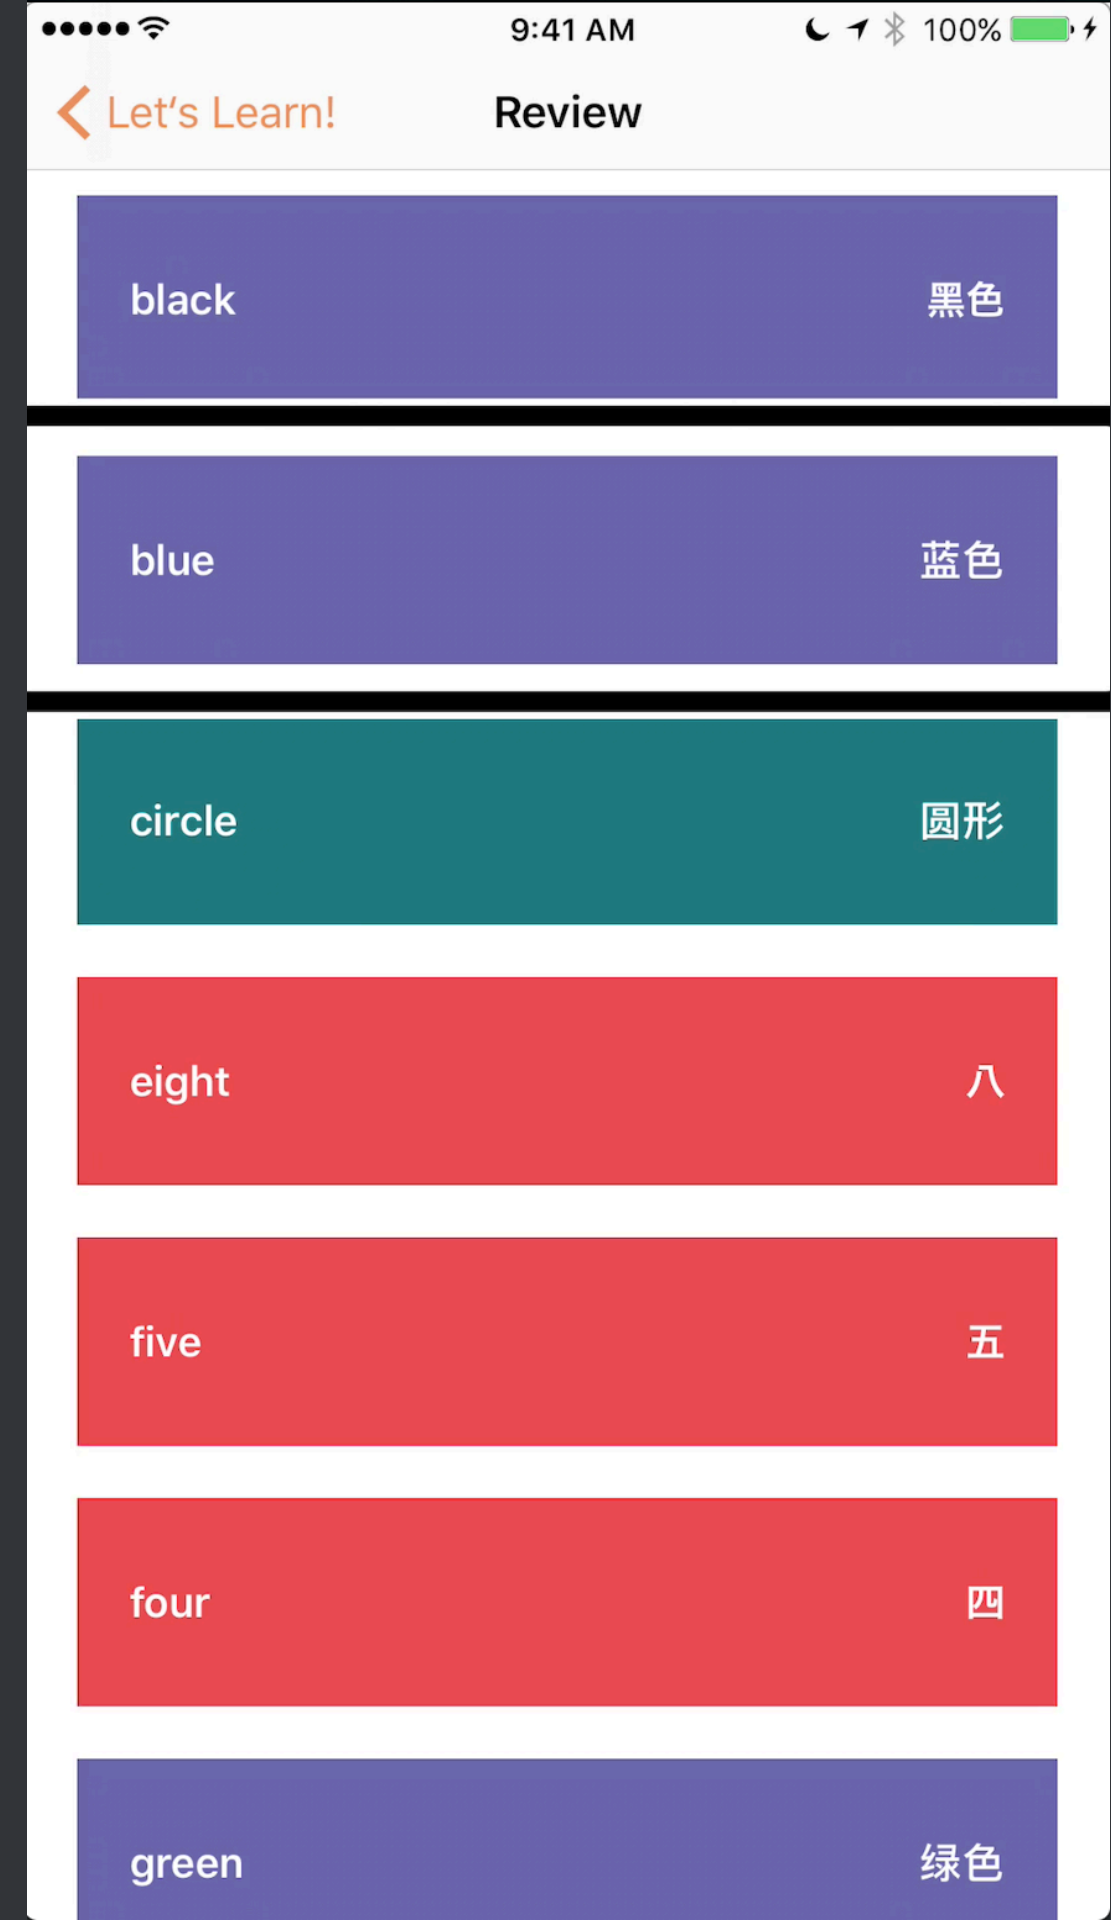 9:41 AM 100%
Let‘s Learn! Review
black 黑色
blue 蓝色
circle 圆形
eight 八
five 五
four 四
green 绿色